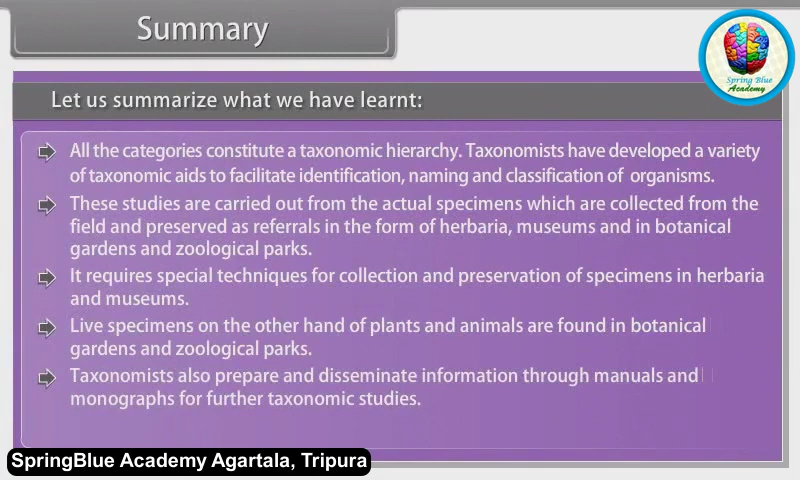 Summary
Spring Blue
Academy
Let us summarize what we have learnt:
All the categories constitute a taxonomic hierarchy. Taxonomists have developed a variety
of taxonomic aids to facilitate identification, naming and classification of organisms.
These studies are carried out from the actual specimens which are collected from the
field and preserved as referrals in the form of herbaria, museums and in botanical
gardens and zoological parks.
It requires special techniques for collection and preservation of specimens in herbaria
and museums.
Live specimens on the other hand of plants and animals are found in botanical
gardens and zoological parks.
Taxonomists also prepare and disseminate information through manuals and
monographs for further taxonomic studies.
SpringBlue Academy Agartala, Tripura